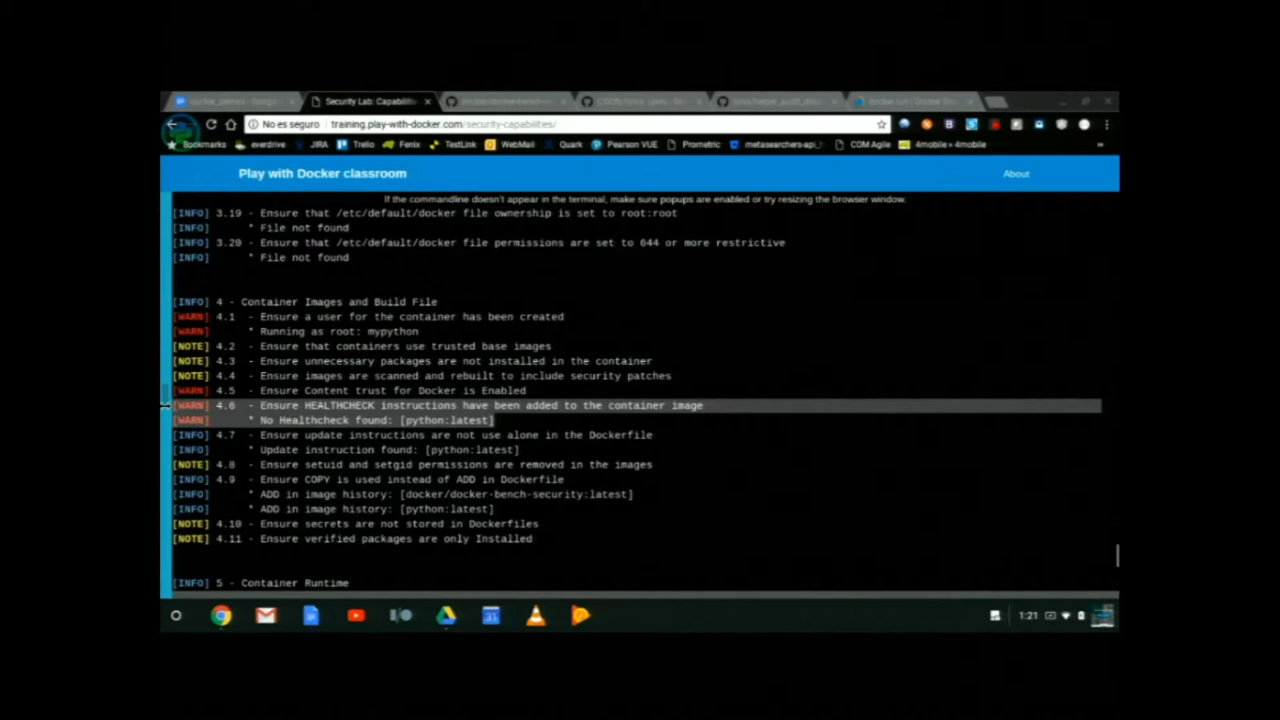 Security Lab: Capabilitie
No es seguro
training.play-with-docker.com/security-capabilities/
Bookmarks everdrive JIRA Trello Fenix TestLink WebMail Quark Pearson VUE Prometric metasearchers-api COM Agile 4mobile » 4mobile »
Play with Docker classroom
About
If the commandline doesn't appear in the terminal, make sure popups are enabled or try resizing the browser window.
[INFO] 3.19 - Ensure that /etc/default/docker file ownership is set to root:root
[INFO] * File not found
[INFO] 3.20 - Ensure that /etc/default/docker file permissions are set to 644 or more restrictive
[INFO] * File not found
[INFO] 4 - Container Images and Build File
[WARN] 4.1 - Ensure a user for the container has been created
[WARN] * Running as root: mypython
[NOTE] 4.2 - Ensure that containers use trusted base images
[NOTE] 4.3 - Ensure unnecessary packages are not installed in the container
[NOTE] 4.4 - Ensure images are scanned and rebuilt to include security patches
[WARN] 4.5 - Ensure Content trust for Docker is Enabled
[WARN] 4.6 - Ensure HEALTHCHECK instructions have been added to the container image
[WARN] * No Healthcheck found: [python:latest]
[INFO] 4.7 - Ensure update instructions are not use alone in the Dockerfile
[INFO] * Update instruction found: [python:latest]
[NOTE] 4.8 - Ensure setuid and setgid permissions are removed in the images
[INFO] 4.9 - Ensure COPY is used instead of ADD in Dockerfile
[INFO] * ADD in image history: [docker/docker-bench-security:latest]
[INFO] * ADD in image history: [python:latest]
[NOTE] 4.10 - Ensure secrets are not stored in Dockerfiles
[NOTE] 4.11 - Ensure verified packages are only Installed
[INFO] 5 - Container Runtime
1:21